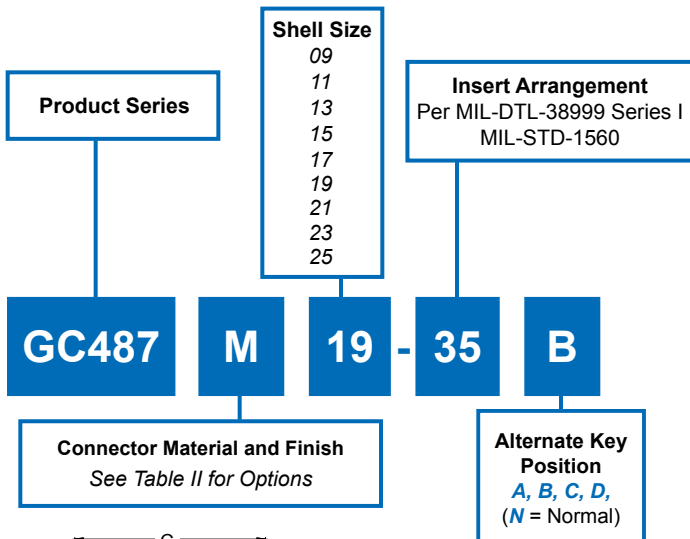 Shell Size
09
11
13
15
17
19
21
23
25
Product Series
Insert Arrangement
Per MIL-DTL-38999 Series I
MIL-STD-1560
GC487 M 19 - 35 B
Connector Material and Finish
See Table II for Options
Alternate Key
Position
A, B, C, D,
(N = Normal)